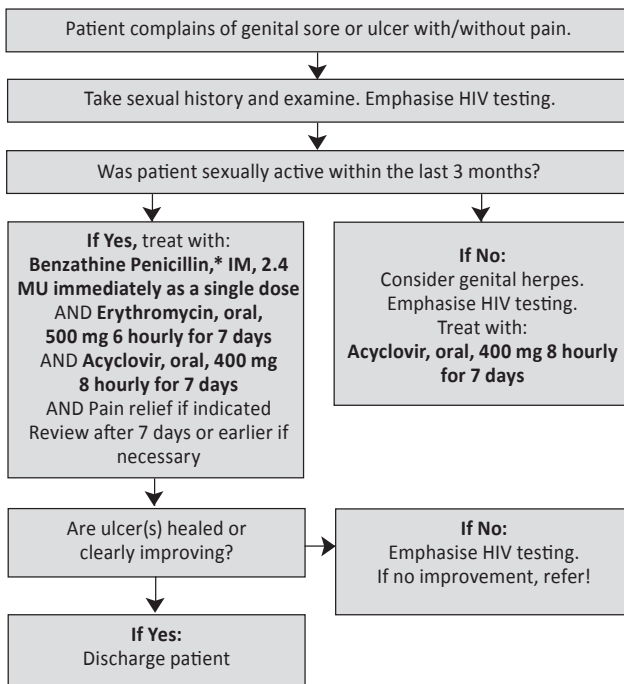 Patient complains of genital sore or ulcer with/without pain.
Take sexual history and examine. Emphasise HIV testing.
Was patient sexually active within the last 3 months?
If Yes, treat with:
Benzathine Penicillin,* IM, 2.4
MU immediately as a single dose
AND Erythromycin, oral,
500 mg 6 hourly for 7 days
AND Acyclovir, oral, 400 mg
8 hourly for 7 days
AND Pain relief if indicated
Review after 7 days or earlier if
necessary
If No:
Consider genital herpes.
Emphasise HIV testing.
Treat with:
Acyclovir, oral, 400 mg 8 hourly
for 7 days
Are ulcer(s) healed or
clearly improving?
If No:
Emphasise HIV testing.
If no improvement, refer!
If Yes:
Discharge patient